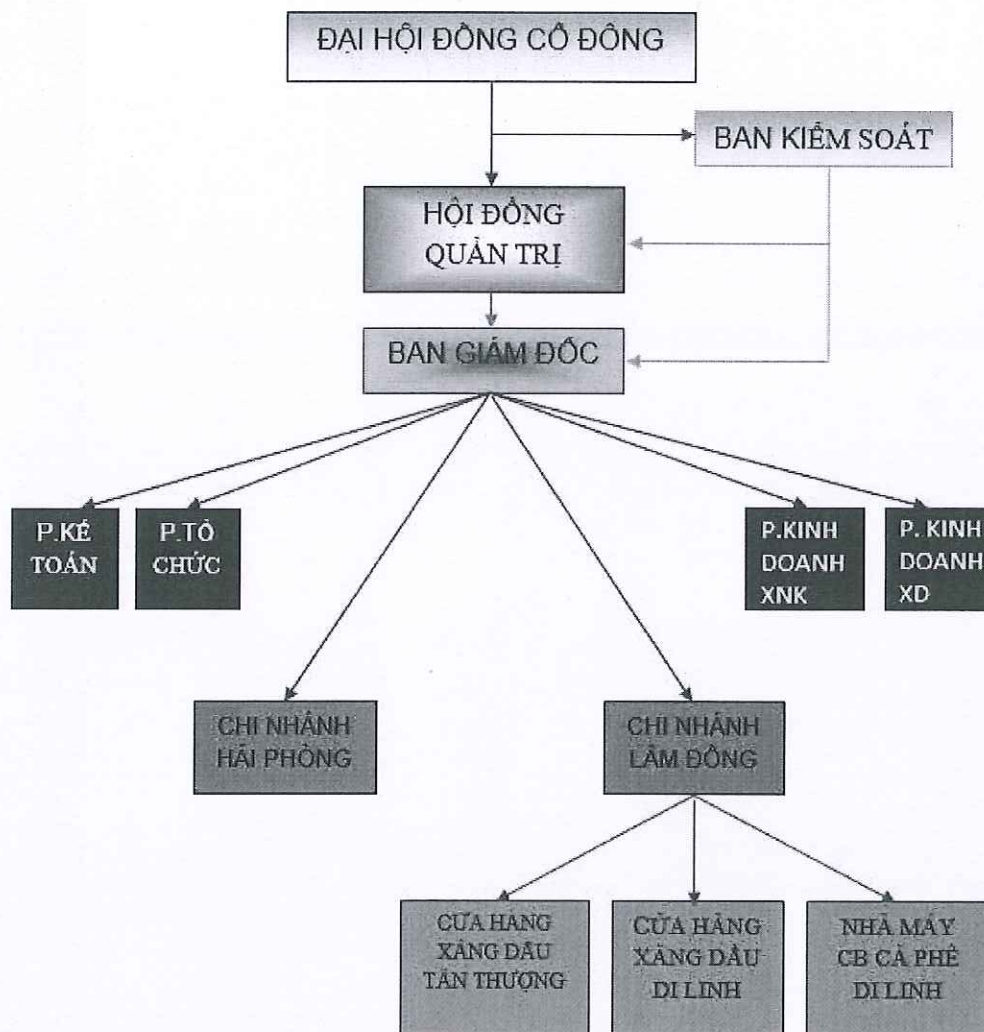 ĐẠI HỘI ĐỒNG CỔ ĐÔNG
BAN KIỂM SOÁT
HỘI ĐỒNG
QUẢN TRỊ
BAN GIÁM ĐỐC
P.KẾ
TOÁN
P.TỔ
CHỨC
P.KINH
DOANH
XNK
P. KINH
DOANH
XD
CHI NHÁNH
HẢI PHÒNG
CHI NHÁNH
LÂM ĐỒNG
CỬA HÀNG
XĂNG DẦU
TÂN THƯỢNG
CỬA HÀNG
XĂNG DẦU
DI LINH
NHÀ MÁY
CB CÀ PHÊ
DI LINH